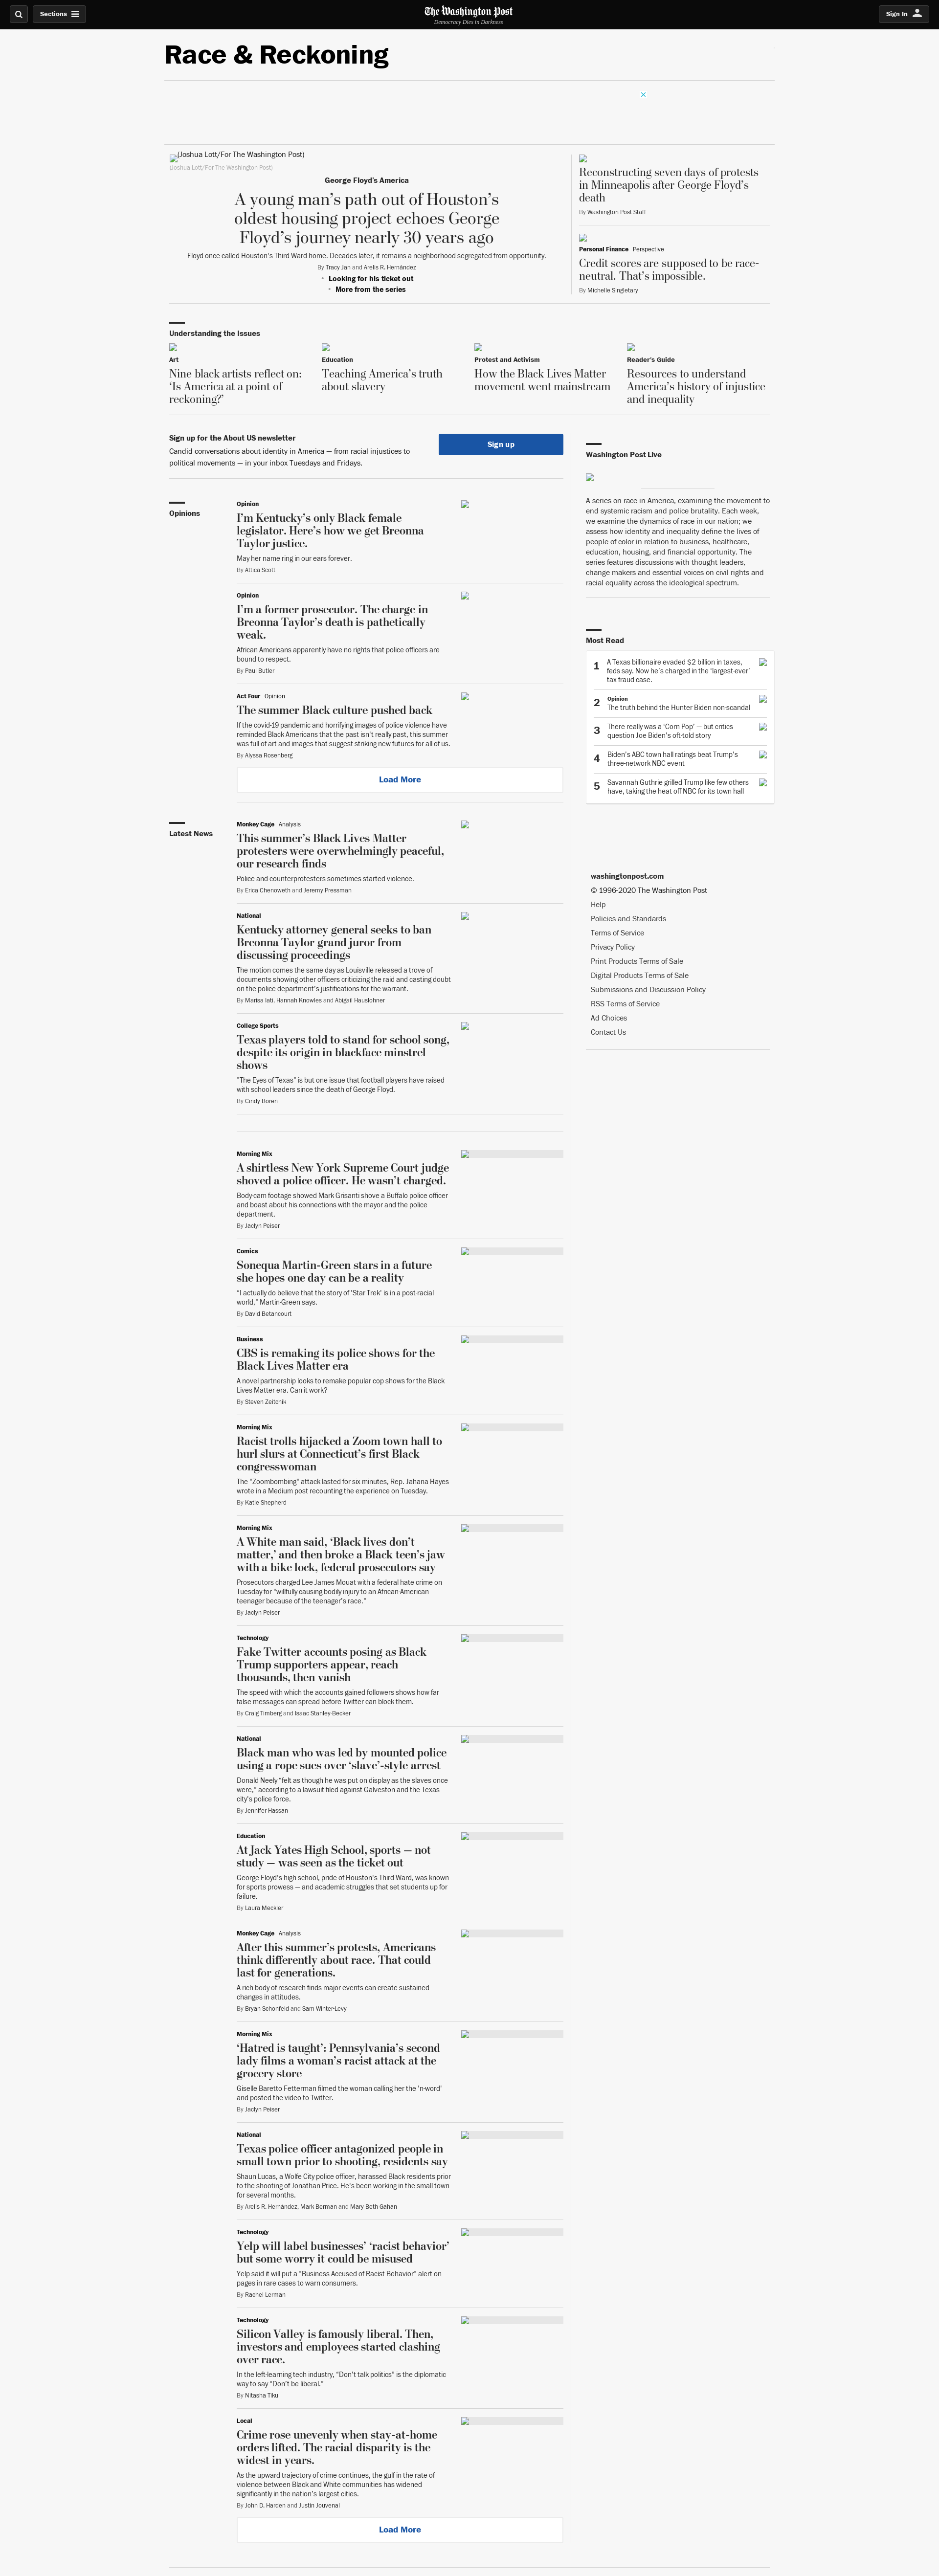 Sections
The Washington Post
Democracy Dies in Darkness
Sign In
Race & Reckoning
(Joshua Lott/For The Washington Post)
(Joshua Lott/For The Washington Post)
George Floyd's America
A young man's path out of Houston's
oldest housing project echoes George
Floyd's journey nearly 30 years ago
Floyd once called Houston's Third Ward home. Decades later, it remains a neighborhood segregated from opportunity.
By Tracy Jan and Arelis R. Hernández
Looking for his ticket out
More from the series
Reconstructing seven days of protests
in Minneapolis after George Floyd's
death
By Washington Post Staff
Personal Finance Perspective
Credit scores are supposed to be race-
neutral. That's impossible.
By Michelle Singletary
Understanding the Issues
Art
Nine black artists reflect on:
'Is America at a point of
reckoning?'
Education
Teaching America's truth
about slavery
Protest and Activism
How the Black Lives Matter
movement went mainstream
Reader's Guide
Resources to understand
America's history of injustice
and inequality
Sign up for the About US newsletter
Candid conversations about identity in America — from racial injustices to
political movements — in your inbox Tuesdays and Fridays.
Sign up
Opinions
Opinion
I'm Kentucky's only Black female
legislator. Here's how we get Breonna
Taylor justice.
May her name ring in our ears forever.
By Attica Scott
Opinion
I'm a former prosecutor. The charge in
Breonna Taylor's death is pathetically
weak.
African Americans apparently have no rights that police officers are
bound to respect.
By Paul Butler
Act Four Opinion
The summer Black culture pushed back
If the covid-19 pandemic and horrifying images of police violence have
reminded Black Americans that the past isn't really past, this summer
was full of art and images that suggest striking new futures for all of us.
By Alyssa Rosenberg
Load More
Latest News
Monkey Cage Analysis
This summer's Black Lives Matter
protesters were overwhelmingly peaceful,
our research finds
Police and counterprotesters sometimes started violence.
By Erica Chenoweth and Jeremy Pressman
National
Kentucky attorney general seeks to ban
Breonna Taylor grand juror from
discussing proceedings
The motion comes the same day as Louisville released a trove of
documents showing other officers criticizing the raid and casting doubt
on the police department's justifications for the warrant.
By Marisa Iati, Hannah Knowles and Abigail Hauslohner
College Sports
Texas players told to stand for school song,
despite its origin in blackface minstrel
shows
"The Eyes of Texas" is but one issue that football players have raised
with school leaders since the death of George Floyd.
By Cindy Boren
Morning Mix
A shirtless New York Supreme Court judge
shoved a police officer. He wasn't charged.
Body-cam footage showed Mark Grisanti shove a Buffalo police officer
and boast about his connections with the mayor and the police
department.
By Jaclyn Peiser
Comics
Sonequa Martin-Green stars in a future
she hopes one day can be a reality
"I actually do believe that the story of 'Star Trek' is in a post-racial
world," Martin-Green says.
By David Betancourt
Business
CBS is remaking its police shows for the
Black Lives Matter era
A novel partnership looks to remake popular cop shows for the Black
Lives Matter era. Can it work?
By Steven Zeitchik
Morning Mix
Racist trolls hijacked a Zoom town hall to
hurl slurs at Connecticut's first Black
congresswoman
The "Zoombombing" attack lasted for six minutes, Rep. Jahana Hayes
wrote in a Medium post recounting the experience on Tuesday.
By Katie Shepherd
Morning Mix
A White man said, 'Black lives don't
matter,' and then broke a Black teen's jaw
with a bike lock, federal prosecutors say
Prosecutors charged Lee James Mouat with a federal hate crime on
Tuesday for "willfully causing bodily injury to an African-American
teenager because of the teenager's race."
By Jaclyn Peiser
Technology
Fake Twitter accounts posing as Black
Trump supporters appear, reach
thousands, then vanish
The speed with which the accounts gained followers shows how far
false messages can spread before Twitter can block them.
By Craig Timberg and Isaac Stanley-Becker
National
Black man who was led by mounted police
using a rope sues over 'slave'-style arrest
Donald Neely "felt as though he was put on display as the slaves once
were," according to a lawsuit filed against Galveston and the Texas
city's police force.
By Jennifer Hassan
Education
At Jack Yates High School, sports — not
study — was seen as the ticket out
George Floyd's high school, pride of Houston's Third Ward, was known
for sports prowess — and academic struggles that set students up for
failure.
By Laura Meckler
Monkey Cage Analysis
After this summer's protests, Americans
think differently about race. That could
last for generations.
A rich body of research finds major events can create sustained
changes in attitudes.
By Bryan Schonfeld and Sam Winter-Levy
Morning Mix
'Hatred is taught': Pennsylvania's second
lady films a woman's racist attack at the
grocery store
Giselle Baretto Fetterman filmed the woman calling her the 'n-word'
and posted the video to Twitter.
By Jaclyn Peiser
National
Texas police officer antagonized people in
small town prior to shooting, residents say
Shaun Lucas, a Wolfe City police officer, harassed Black residents prior
to the shooting of Jonathan Price. He's been working in the small town
for several months.
By Arelis R. Hernández, Mark Berman and Mary Beth Gahan
Technology
Yelp will label businesses' 'racist behavior'
but some worry it could be misused
Yelp said it will put a "Business Accused of Racist Behavior" alert on
pages in rare cases to warn consumers.
By Rachel Lerman
Technology
Silicon Valley is famously liberal. Then,
investors and employees started clashing
over race.
In the left-learning tech industry, "Don't talk politics" is the diplomatic
way to say "Don't be liberal."
By Nitasha Tiku
Local
Crime rose unevenly when stay-at-home
orders lifted. The racial disparity is the
widest in years.
As the upward trajectory of crime continues, the gulf in the rate of
violence between Black and White communities has widened
significantly in the nation's largest cities.
By John D. Harden and Justin Jouvenal
Load More
Washington Post Live
A series on race in America, examining the movement to
end systemic racism and police brutality. Each week,
we examine the dynamics of race in our nation; we
assess how identity and inequality define the lives of
people of color in relation to business, healthcare,
education, housing, and financial opportunity. The
series features discussions with thought leaders,
change makers and essential voices on civil rights and
racial equality across the ideological spectrum.
Most Read
1 A Texas billionaire evaded $2 billion in taxes,
feds say. Now he's charged in the 'largest-ever'
tax fraud case.
2 Opinion
The truth behind the Hunter Biden non-scandal
3 There really was a 'Corn Pop' — but critics
question Joe Biden's oft-told story
4 Biden's ABC town hall ratings beat Trump's
three-network NBC event
5 Savannah Guthrie grilled Trump like few others
have, taking the heat off NBC for its town hall
washingtonpost.com
© 1996-2020 The Washington Post
Help
Policies and Standards
Terms of Service
Privacy Policy
Print Products Terms of Sale
Digital Products Terms of Sale
Submissions and Discussion Policy
RSS Terms of Service
Ad Choices
Contact Us